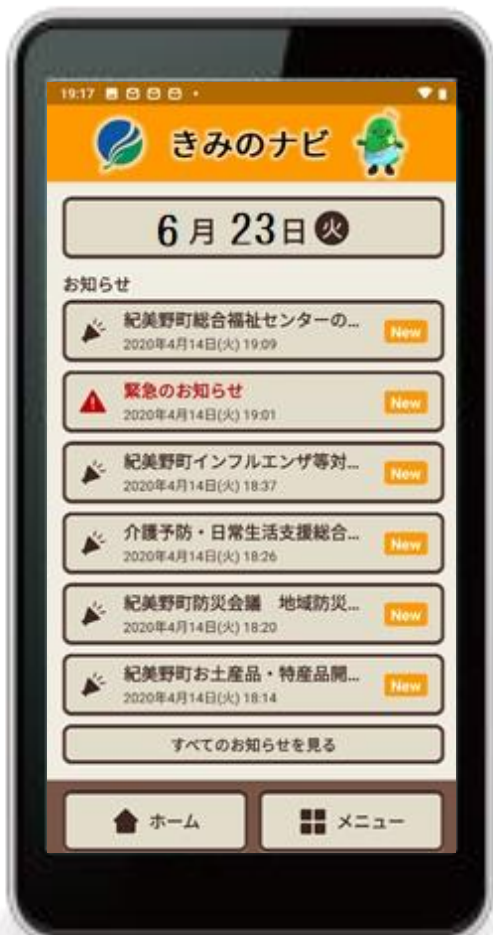 19:17
きみのナビ
6月23日火
お知らせ
紀美野町総合福祉センターの...
2020年4月14日(火) 19:09
New
緊急のお知らせ
2020年4月14日(火) 19:01
New
紀美野町インフルエンザ等対...
2020年4月14日(火) 18:37
New
介護予防・日常生活支援総合...
2020年4月14日(火) 18:26
New
紀美野町防災会議　地域防災...
2020年4月14日(火) 18:20
New
紀美野町お土産品・特産品開...
2020年4月14日(火) 18:14
New
すべてのお知らせを見る
ホーム
メニュー